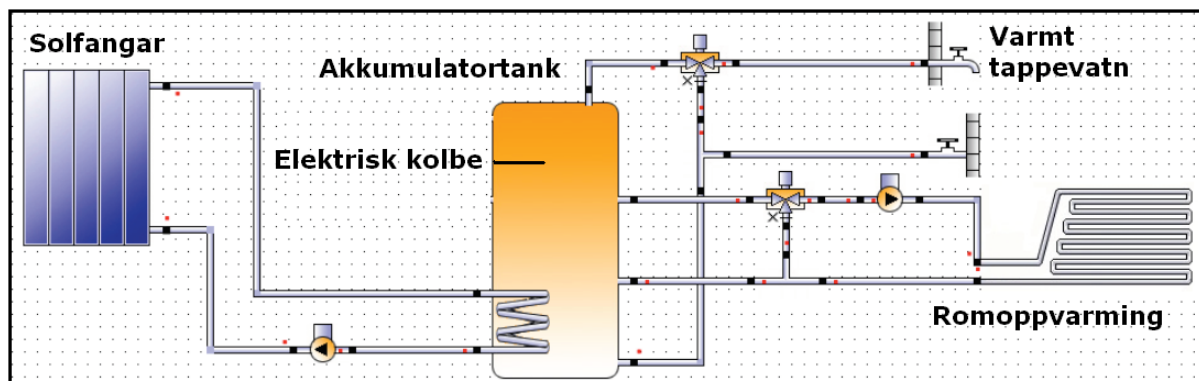 Solfangar
Akkumulatortank
Varmt
tappevatn
Elektrisk kolbe
Romoppvarming